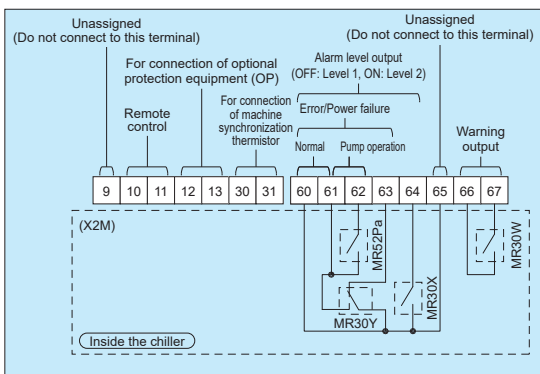 Unassigned
(Do not connect to this terminal)
Unassigned
(Do not connect to this terminal)
For connection of optional
protection equipment (OP)
Alarm level output
(OFF: Level 1, ON: Level 2)
Remote
control
For connection
of machine
synchronization
thermistor
Error/Power failure
Normal
Pump operation
Warning
output
9 10 11 12 13 30 31 60 61 62 63 64 65 66 67
(X2M)
MR52Pa
MR30W
MR30X
MR30Y
Inside the chiller